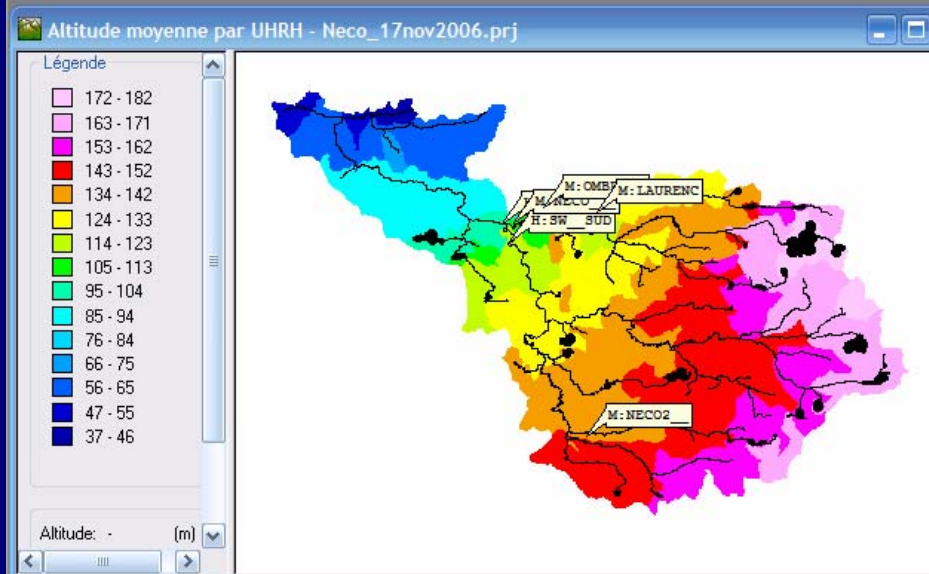 Altitude moyenne par UHRH - Neco_17nov2006.prj
Légende
172 - 182
163 - 171
153 - 162
143 - 152
134 - 142
124 - 133
114 - 123
105 - 113
95 - 104
85 - 94
76 - 84
66 - 75
56 - 65
47 - 55
37 - 46
Altitude: - (m)
M:LAURENC
H:SW__SUD
M:NECO2__